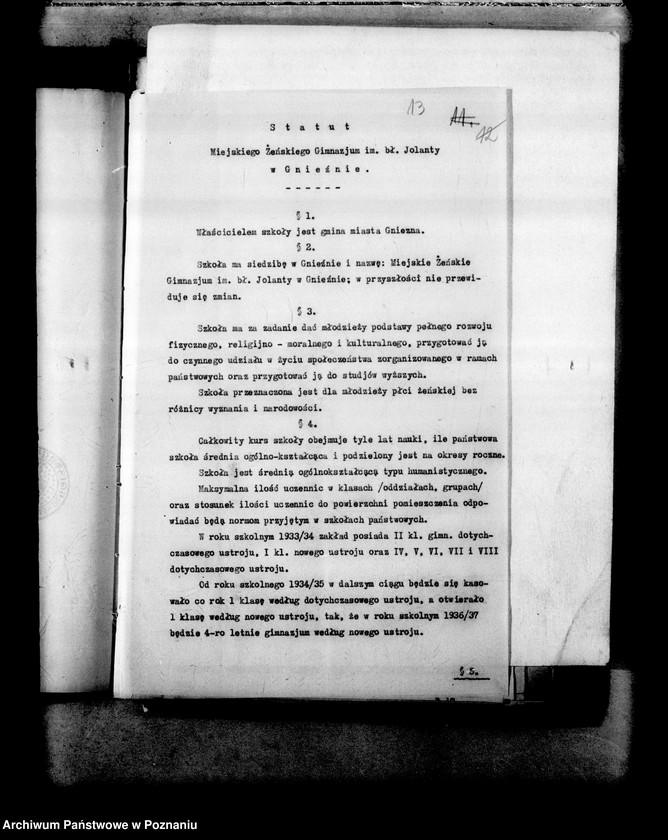 13
11.
42
S t a t u t
Miejskiego Żeńskiego Gimnazjum im. bł. Jolanty
w G n i e ź n i e .
- - - - - -
§ 1.
Właścicielem szkoły jest gmina miasta Gniezna.
§ 2.
Szkoła ma siedzibę w Gnieźnie i nazwę: Miejskie Żeńskie
Gimnazjum im. bł. Jolanty w Gnieźnie; w przyszłości nie przewi-
duje się zmian.
§ 3.
Szkoła ma za zadanie dać młodzieży podstawy pełnego rozwoju
fizycznego, religijno - moralnego i kulturalnego, przygotować ją
do czynnego udziału w życiu społeczeństwa zorganizowanego w ramach
państwowych oraz przygotować ją do studjów wyższych.
Szkoła przeznaczona jest dla młodzieży płci żeńskiej bez
różnicy wyznania i narodowości.
§ 4.
Całkowity kurs szkoły obejmuje tyle lat nauki, ile państwowa
szkoła średnia ogólno-kształcąca i podzielony jest na okresy roczne.
Szkoła jest średnią ogólnokształcącą typu humanistycznego.
Maksymalna ilość uczennic w klasach /oddziałach, grupach/
oraz stosunek ilości uczennic do powierzchni pomieszczenia odpo-
wiadać będą normom przyjętym w szkołach państwowych.
W roku szkolnym 1933/34 zakład posiada II kl. gimn. dotych-
czasowego ustroju, I kl. nowego ustroju oraz IV, V, VI, VII i VIII
dotychczasowego ustroju.
Od roku szkolnego 1934/35 w dalszym ciągu będzie się kaso-
wało co rok 1 klasę według dotychczasowego ustroju, a otwierało
1 klasę według nowego ustroju, tak, że w roku szkolnym 1936/37
będzie 4-ro letnie gimnazjum według nowego ustroju.
§ 5.
Archiwum Państwowe w Poznaniu